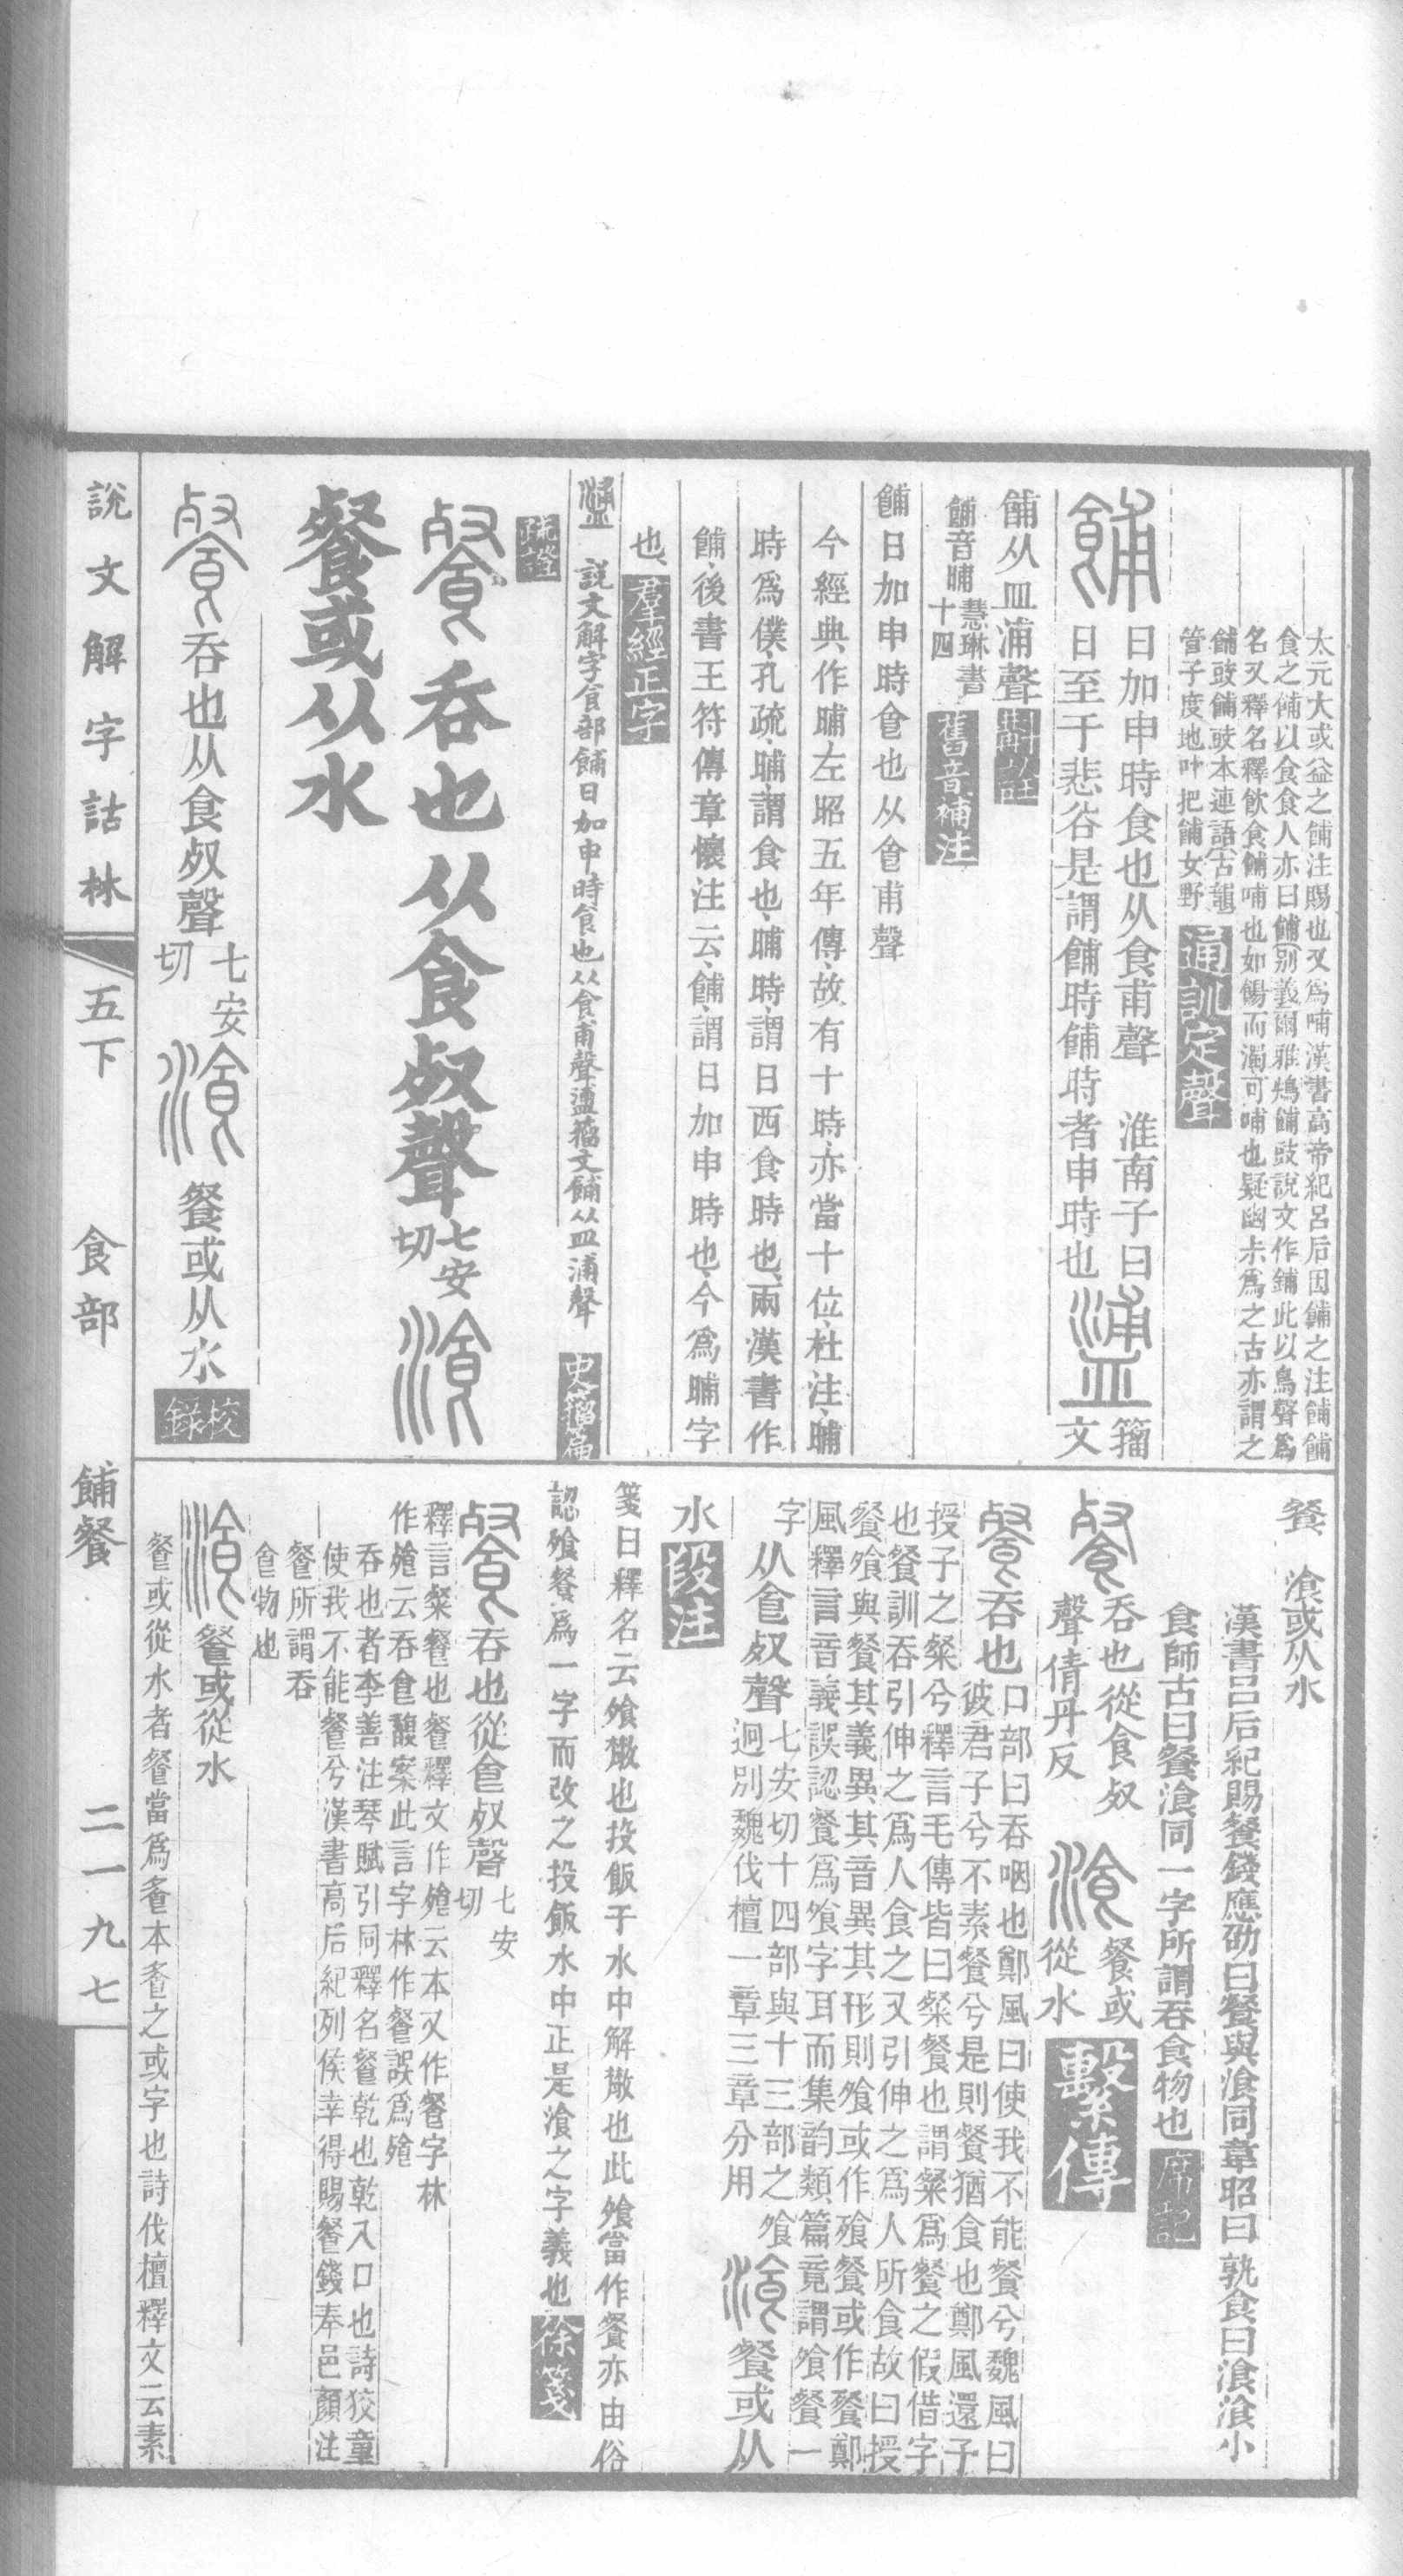 太元大或益之餔注賜也又爲哺漢書高帝紀呂后因餔之注餔餔
食之餔以食食人亦曰餔(別義)爾雅鴩餔豉說文作鋪此以鳥聲爲
名又釋名釋飲食餔哺也如餳而濁可哺也疑幽尗爲之古亦謂之
餔豉餔豉本連語(古韻)
管子度地叶把餔女野 通訓定聲
餔 日加申時食也从食甫聲 淮南子曰 籀
日至于悲谷是謂餔時餔時者申時也 文
餔从皿浦聲 斠詮
餔音晡 慧琳書
十四 舊音補注
餔日加申時食也从食甫聲
今經典作晡左昭五年傳故有十時亦當十位杜注晡
時爲僕孔疏晡謂食也晡時謂日西食時也兩漢書作
餔後書王符傳章懷注云餔謂日加申時也今爲晡字
也 羣經正字
說文解字食部餔日加申時食也从食甫聲籀文餔从皿浦聲 史籀篇
疏證
餐 吞也从食𣦼聲 七安
切 湌
餐或从水
餐 吞也从食𣦼聲 七安
切 湌 餐或从水 校錄
說文解字詁林 五下 食部 餔餐 二一九七
餐 湌或从水
漢書呂后紀賜餐錢應劭曰餐與湌同韋昭曰孰食曰湌湌小
食師古曰餐湌同一字所謂吞食物也 席記
餐 吞也從食𣦼
聲倩丹反 湌 餐或
從水 繫傳
餐 吞也 口部曰吞咽也鄭風曰使我不能餐兮魏風曰
彼君子兮不素餐兮是則餐猶食也鄭風還予
授子之粲兮釋言毛傳皆曰粲餐也謂粲爲餐之假借字
也餐訓吞引伸之爲人食之又引伸之爲人所食故曰授
餐飧與餐其義異其音異其形則飧或作飱餐或作䬸鄭
風釋言音義誤認餐爲飧字耳而集韵類篇竟謂飧餐一
字 从食𣦼聲 七安切十四部與十三部之飧
迥別魏伐檀一章三章分用 湌 餐或从
水 段注
箋曰釋名云飧𢿱也投飯于水中解𢿱也此飧當作餐亦由俗
認飧餐爲一字而改之投飯水中正是湌之字義也 徐箋
餐 吞也從食𣦼聲 七安
切
釋言粲餐也餐釋文作飱云本又作餐字林
作飱云吞食馥案此言字林作餐誤爲飱
吞也者李善注琴賦引同釋名餐乾也乾入口也詩狡童
使我不能餐兮漢書高后紀列侯幸得賜餐錢奉邑顏注
餐所謂吞
食物也
湌 餐或從水
餐或從水者餐當爲飱本飱之或字也詩伐檀釋文云素